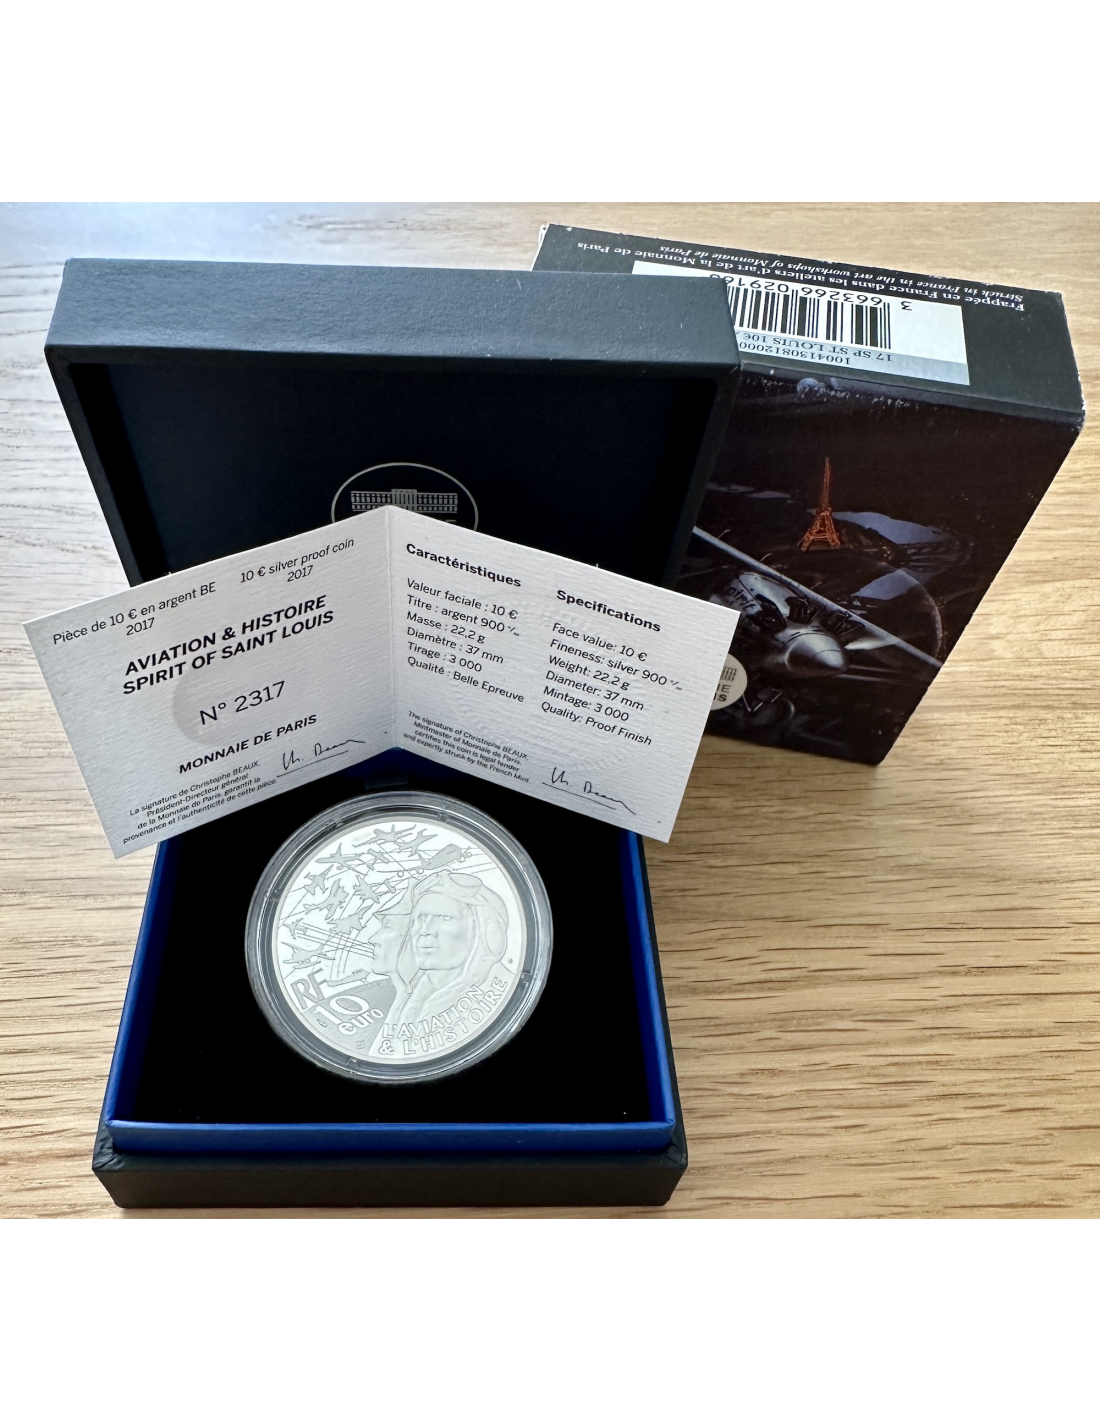 Frappée en France dans les ateliers d'art de la Monnaie de Paris
Struck in France in the art workshops of Monnaie de Paris
3 663266 0291
10041308120000
17 SP ST LOUIS 10€
Spirit
Pièce de 10 € en argent BE
2017
10 € silver proof coin
2017
AVIATION & HISTOIRE
SPIRIT OF SAINT LOUIS
N° 2317
MONNAIE DE PARIS
La signature de Christophe BEAUX,
Président-Directeur général
de la Monnaie de Paris, garantit la
provenance et l'authenticité de cette pièce.
Caractéristiques
Valeur faciale : 10 €
Titre : argent 900 °/₀₀
Masse : 22,2 g
Diamètre : 37 mm
Tirage : 3 000
Qualité : Belle Epreuve
Specifications
Face value: 10 €
Fineness: silver 900 °/₀₀
Weight: 22,2 g
Diameter: 37 mm
Mintage: 3 000
Quality: Proof Finish
The signature of Christophe BEAUX,
Mintmaster of Monnaie de Paris,
certifies this coin is legal tender
and expertly struck by the French Mint.
RF
10
euro
L'AVIATION
& L'HISTOIRE